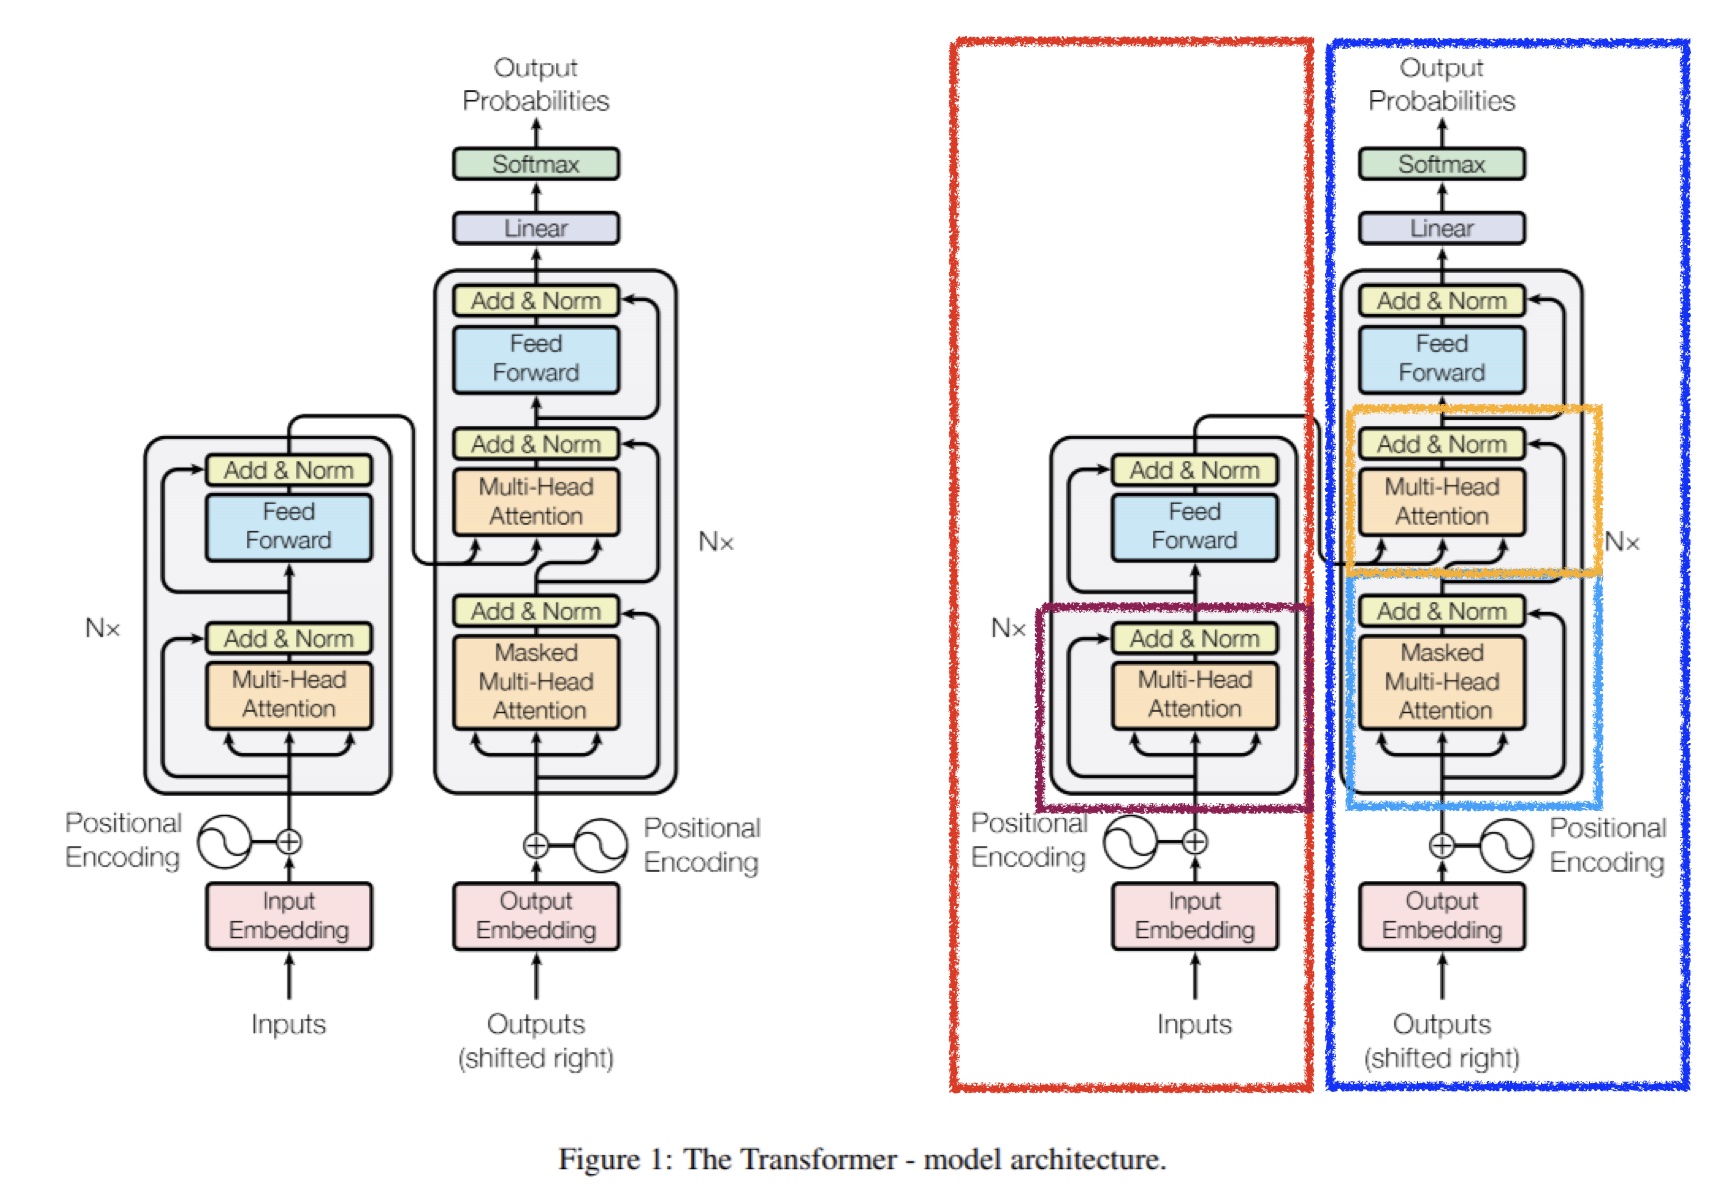 Output
Probabilities
Softmax
Linear
Add & Norm
Feed
Forward
Add & Norm
Multi-Head
Attention
Nx
Add & Norm
Masked
Multi-Head
Attention
Add & Norm
Feed
Forward
Nx
Add & Norm
Multi-Head
Attention
Positional
Encoding
Positional
Encoding
Input
Embedding
Output
Embedding
Inputs
Outputs
(shifted right)
Output
Probabilities
Softmax
Linear
Add & Norm
Feed
Forward
Add & Norm
Multi-Head
Attention
Nx
Add & Norm
Masked
Multi-Head
Attention
Add & Norm
Feed
Forward
Nx
Add & Norm
Multi-Head
Attention
Positional
Encoding
Positional
Encoding
Input
Embedding
Output
Embedding
Inputs
Outputs
(shifted right)
Figure 1: The Transformer - model architecture.